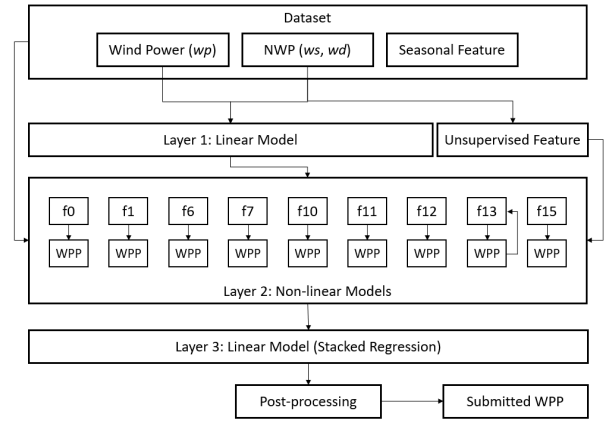 Dataset
Wind Power (wp)
NWP (ws, wd)
Seasonal Feature
Layer 1: Linear Model
Unsupervised Feature
f0 f1 f6 f7 f10 f11 f12 f13 f15
WPP WPP WPP WPP WPP WPP WPP WPP WPP
Layer 2: Non-linear Models
Layer 3: Linear Model (Stacked Regression)
Post-processing
Submitted WPP